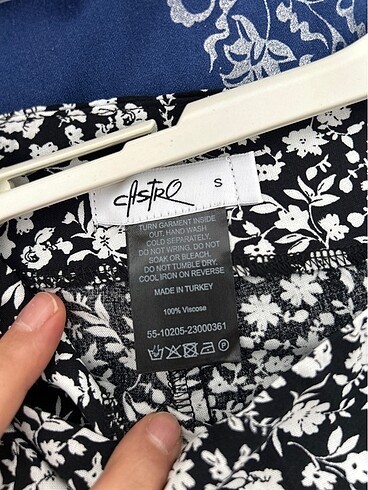 CASTRO S
TURN GARMENT INSIDE
OUT, HAND WASH
COLD SEPARATELY.
DO NOT WRING, DO NOT
SOAK OR BLEACH.
DO NOT TUMBLE DRY.
COOL IRON ON REVERSE
MADE IN TURKEY
100% Viscose
55-10205-23000361